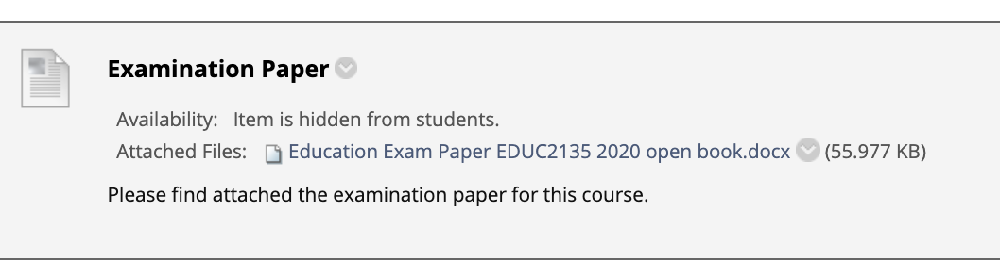 Examination Paper
Availability: Item is hidden from students.
Attached Files: Education Exam Paper EDUC2135 2020 open book.docx (55.977 KB)
Please find attached the examination paper for this course.